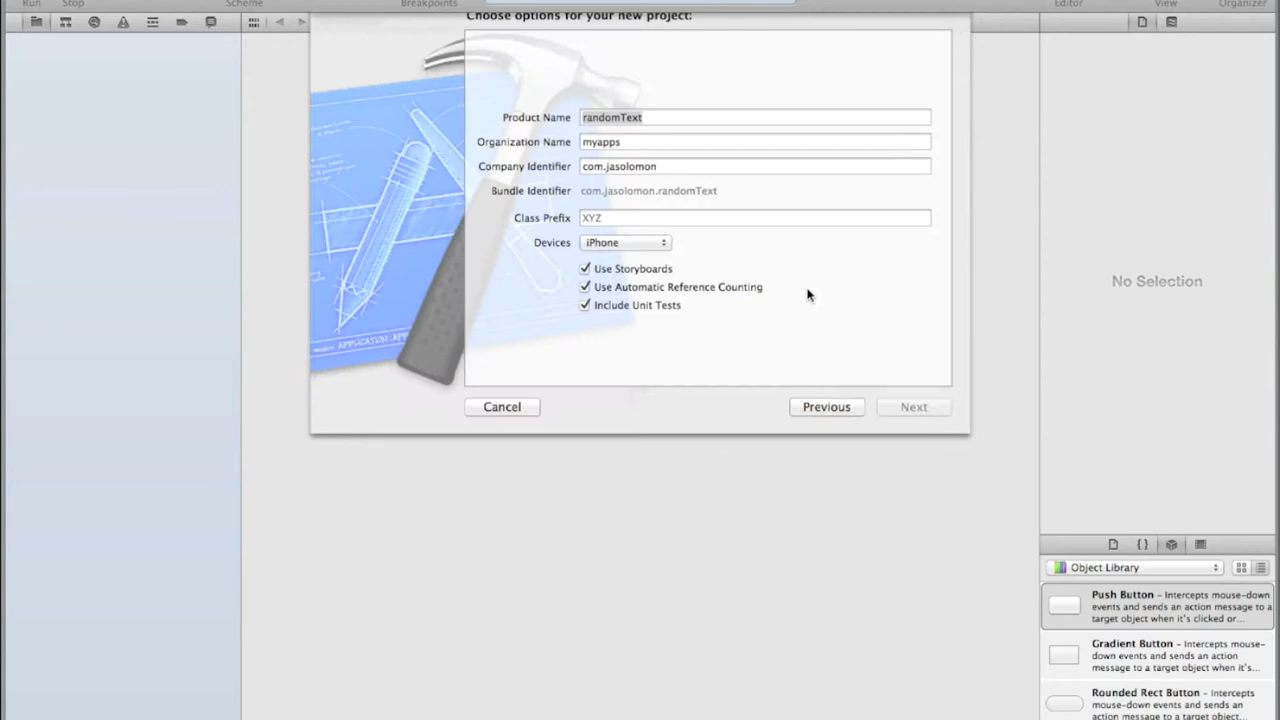 Run Stop Scheme Breakpoints Editor View Organizer
Choose options for your new project:
Product Name randomText
Organization Name myapps
Company Identifier com.jasolomon
Bundle Identifier com.jasolomon.randomText
Class Prefix XYZ
Devices iPhone
Use Storyboards
Use Automatic Reference Counting
Include Unit Tests
Cancel Previous Next
No Selection
{ }
Object Library
Push Button – Intercepts mouse-down
events and sends an action message to a
target object when it's clicked or...
Gradient Button – Intercepts mouse-
down events and sends an action
message to a target object when it's...
Rounded Rect Button – Intercepts
mouse-down events and sends an
action message to a target object...